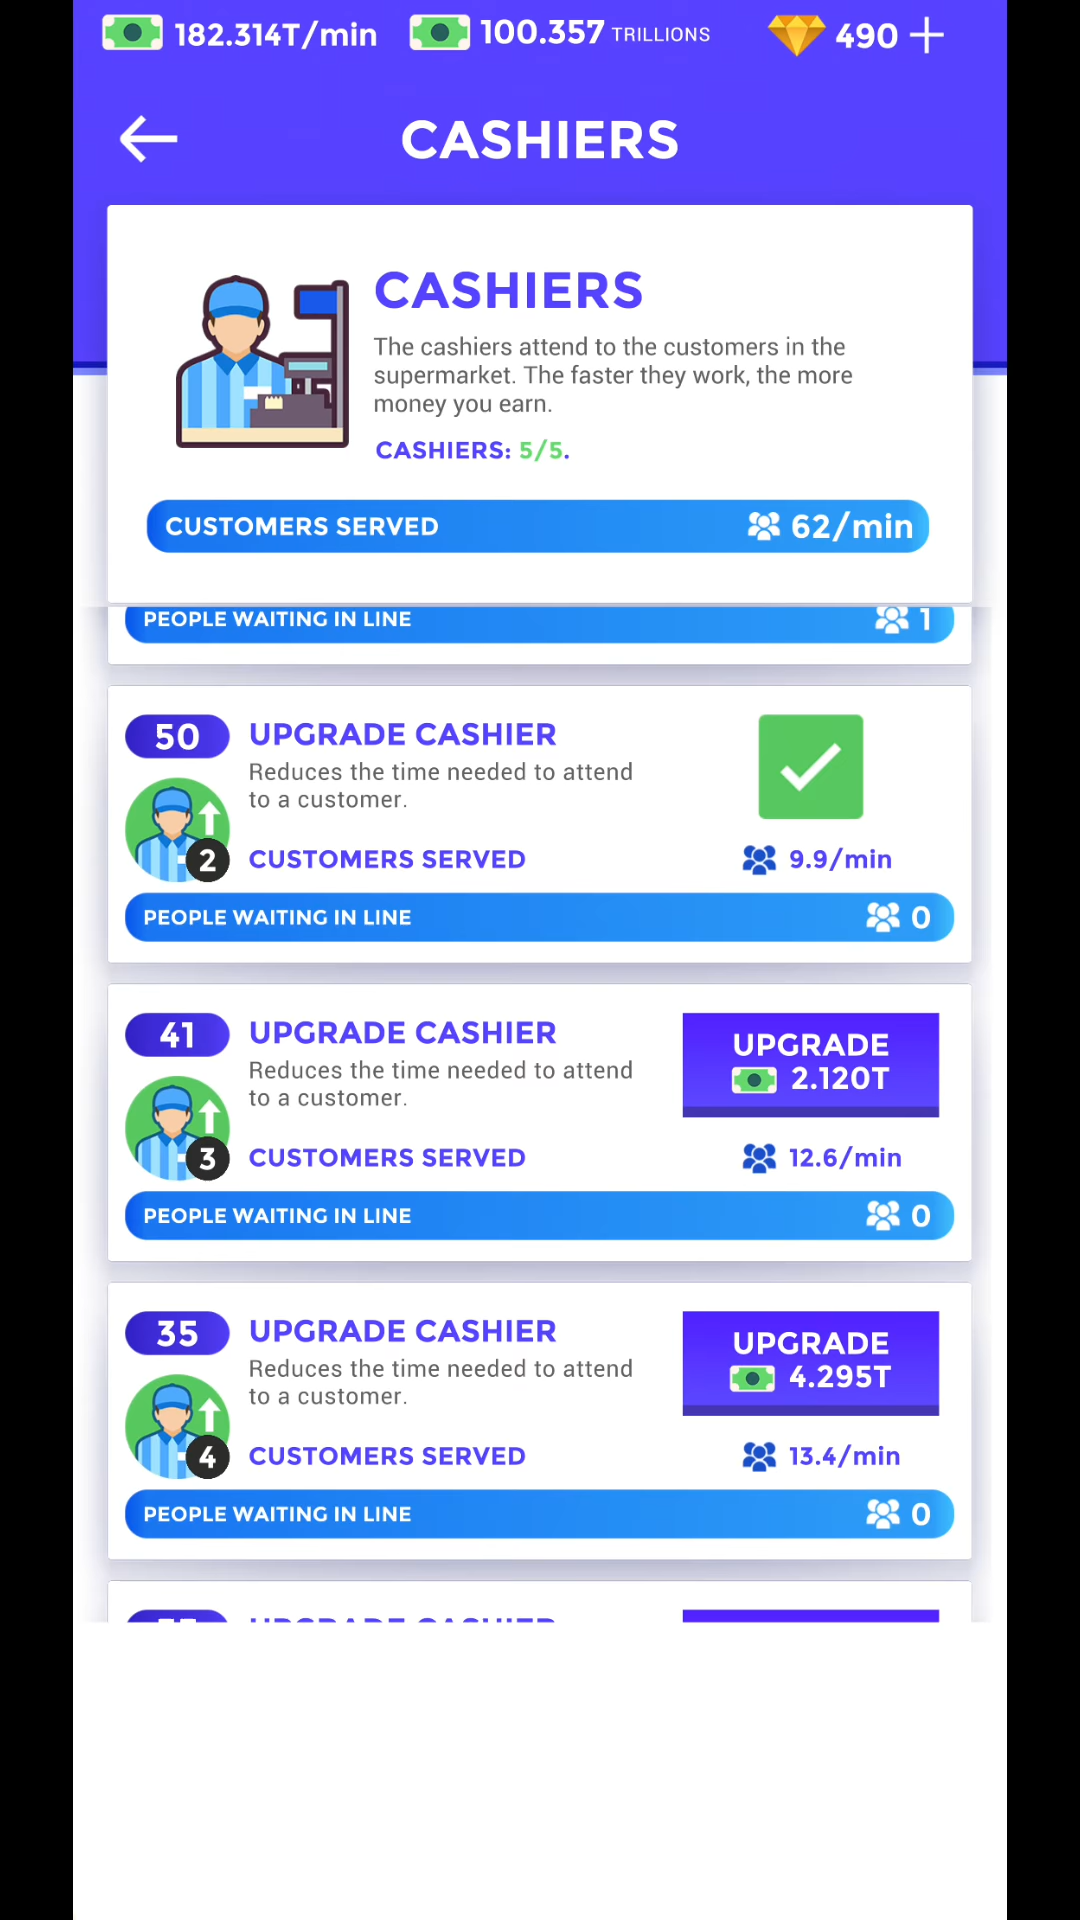 182.314T/min 100.357 TRILLIONS 490
CASHIERS
CASHIERS
The cashiers attend to the customers in the
supermarket. The faster they work, the more
money you earn.
CASHIERS: 5/5.
CUSTOMERS SERVED 62/min
PEOPLE WAITING IN LINE 1
50 UPGRADE CASHIER
Reduces the time needed to attend
to a customer.
2 CUSTOMERS SERVED 9.9/min
PEOPLE WAITING IN LINE 0
41 UPGRADE CASHIER UPGRADE
2.120T
Reduces the time needed to attend
to a customer.
3 CUSTOMERS SERVED 12.6/min
PEOPLE WAITING IN LINE 0
35 UPGRADE CASHIER UPGRADE
4.295T
Reduces the time needed to attend
to a customer.
4 CUSTOMERS SERVED 13.4/min
PEOPLE WAITING IN LINE 0
UPGRADE CASHIER